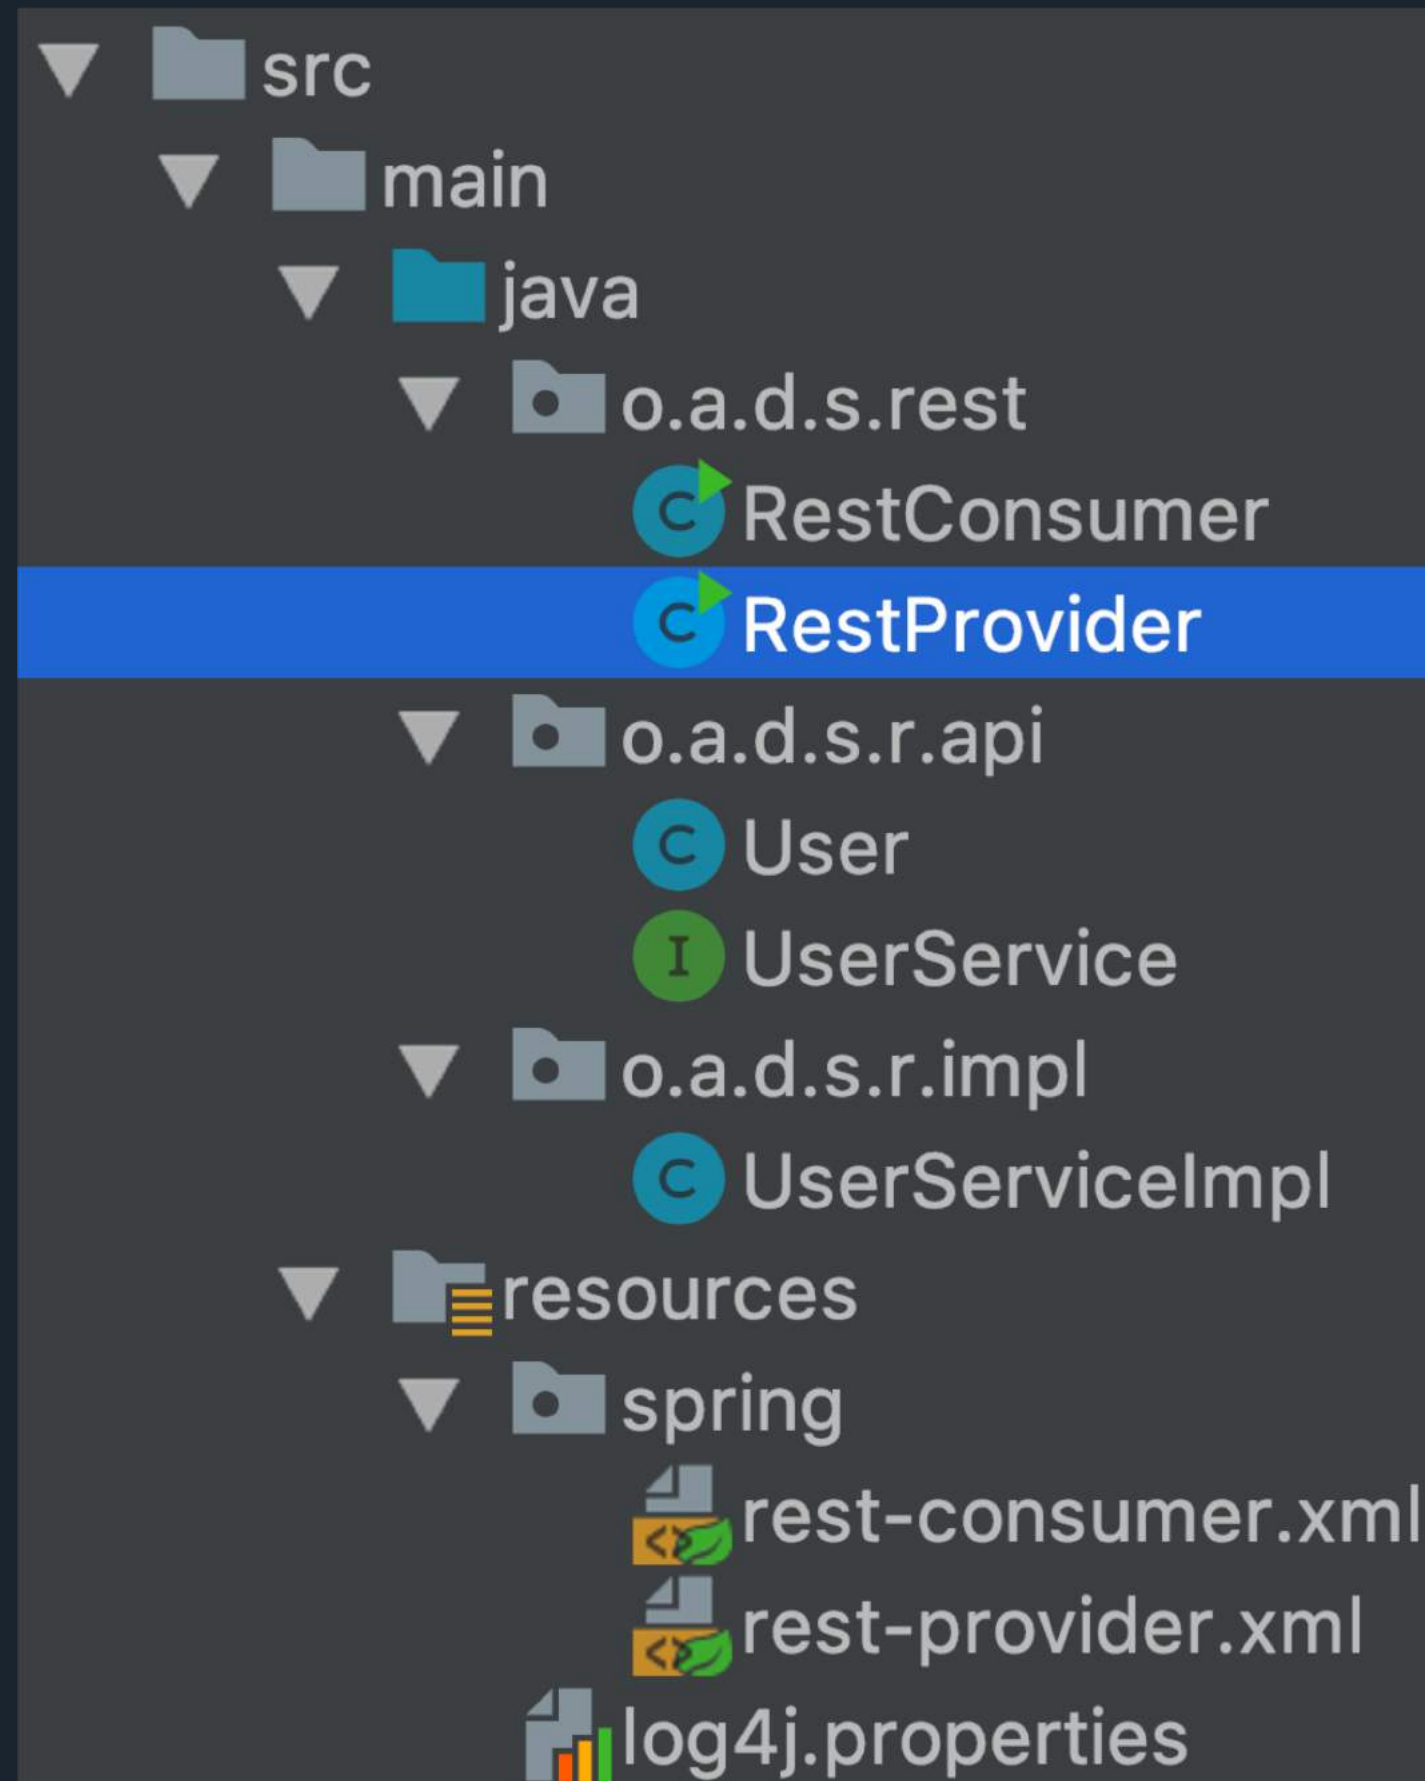 src
main
java
o.a.d.s.rest
C RestConsumer
C RestProvider
o.a.d.s.r.api
C User
I UserService
o.a.d.s.r.impl
C UserServiceImpl
resources
spring
<> rest-consumer.xml
<> rest-provider.xml
log4j.properties